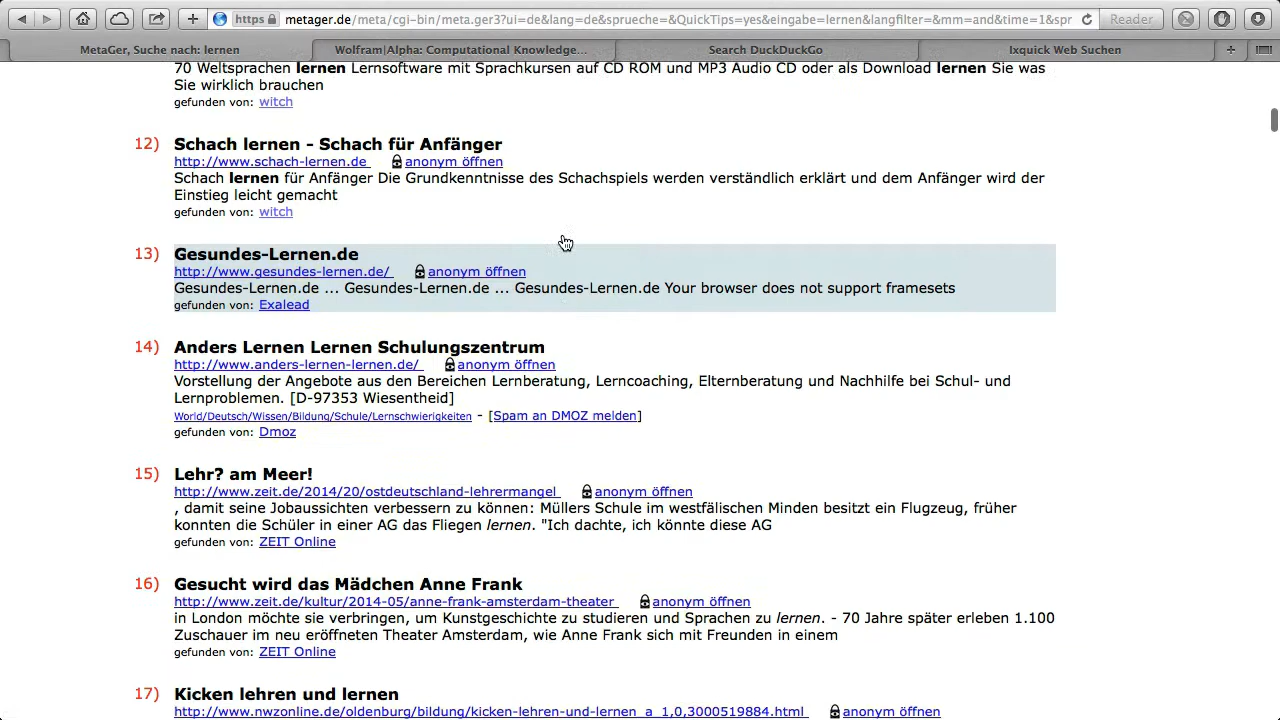 https metager.de/meta/cgi-bin/meta.ger3?ui=de&lang=de&sprueche=&QuickTips=yes&eingabe=lernen&langfilter=&mm=and&time=1&spr Reader
MetaGer, Suche nach: lernen Wolfram|Alpha: Computational Knowledge... Search DuckDuckGo Ixquick Web Suchen
70 Weltsprachen lernen Lernsoftware mit Sprachkursen auf CD ROM und MP3 Audio CD oder als Download lernen Sie was
Sie wirklich brauchen
gefunden von: witch
12) Schach lernen - Schach für Anfänger
http://www.schach-lernen.de anonym öffnen
Schach lernen für Anfänger Die Grundkenntnisse des Schachspiels werden verständlich erklärt und dem Anfänger wird der
Einstieg leicht gemacht
gefunden von: witch
13) Gesundes-Lernen.de
http://www.gesundes-lernen.de/ anonym öffnen
Gesundes-Lernen.de ... Gesundes-Lernen.de ... Gesundes-Lernen.de Your browser does not support framesets
gefunden von: Exalead
14) Anders Lernen Lernen Schulungszentrum
http://www.anders-lernen-lernen.de/ anonym öffnen
Vorstellung der Angebote aus den Bereichen Lernberatung, Lerncoaching, Elternberatung und Nachhilfe bei Schul- und
Lernproblemen. [D-97353 Wiesentheid]
World/Deutsch/Wissen/Bildung/Schule/Lernschwierigkeiten - [Spam an DMOZ melden]
gefunden von: Dmoz
15) Lehr? am Meer!
http://www.zeit.de/2014/20/ostdeutschland-lehrermangel anonym öffnen
, damit seine Jobaussichten verbessern zu können: Müllers Schule im westfälischen Minden besitzt ein Flugzeug, früher
konnten die Schüler in einer AG das Fliegen lernen. "Ich dachte, ich könnte diese AG
gefunden von: ZEIT Online
16) Gesucht wird das Mädchen Anne Frank
http://www.zeit.de/kultur/2014-05/anne-frank-amsterdam-theater anonym öffnen
in London möchte sie verbringen, um Kunstgeschichte zu studieren und Sprachen zu lernen. - 70 Jahre später erleben 1.100
Zuschauer im neu eröffneten Theater Amsterdam, wie Anne Frank sich mit Freunden in einem
gefunden von: ZEIT Online
17) Kicken lehren und lernen
http://www.nwzonline.de/oldenburg/bildung/kicken-lehren-und-lernen_a_1,0,3000519884.html anonym öffnen